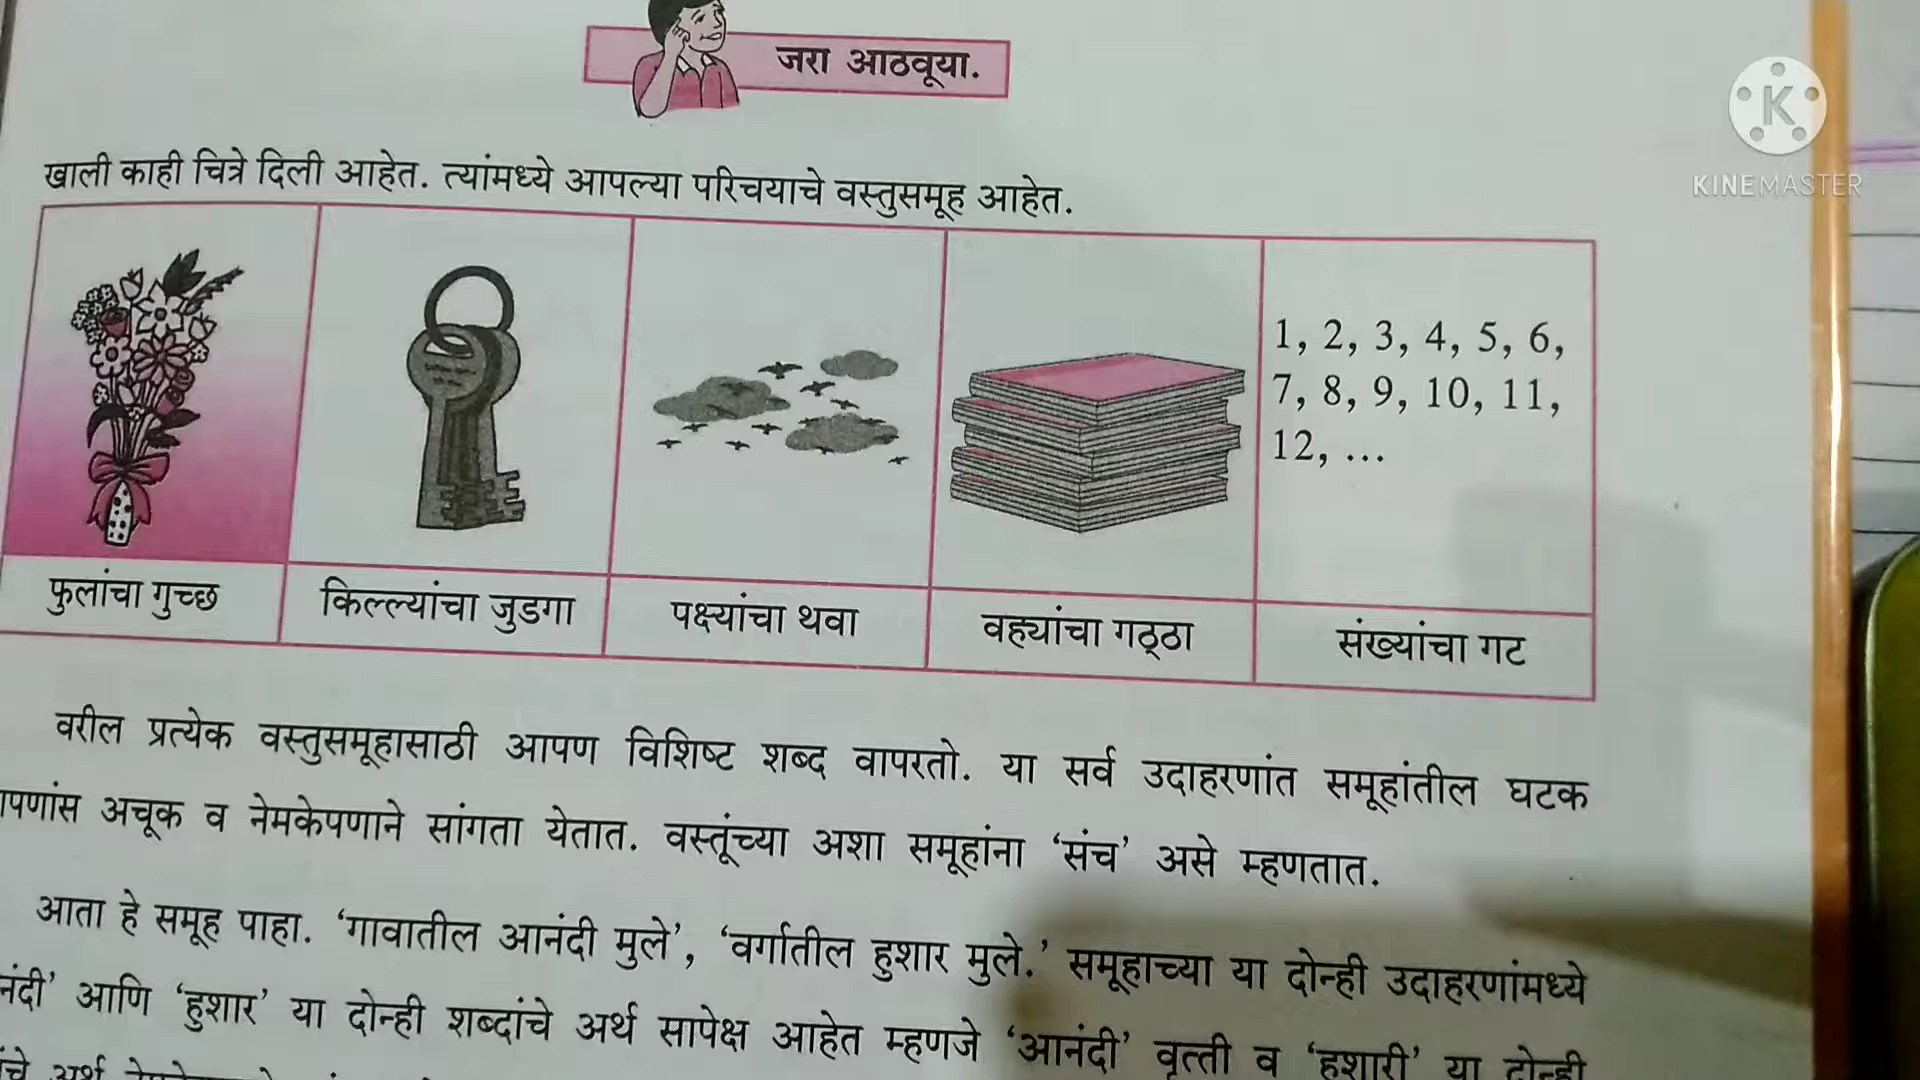 जरा आठवूया.
KINEMASTER
खाली काही चित्रे दिली आहेत. त्यांमध्ये आपल्या परिचयाचे वस्तुसमूह आहेत.
1, 2, 3, 4, 5, 6,
7, 8, 9, 10, 11,
12, ...
फुलांचा गुच्छ
किल्ल्यांचा जुडगा
पक्ष्यांचा थवा
वह्यांचा गठ्ठा
संख्यांचा गट
वरील प्रत्येक वस्तुसमूहासाठी आपण विशिष्ट शब्द वापरतो. या सर्व उदाहरणांत समूहांतील घटक
अचूक व नेमकेपणाने सांगता येतात. वस्तूंच्या अशा समूहांना ‘संच’ असे म्हणतात.
आता हे समूह पाहा. ‘गावातील आनंदी मुले’, ‘वर्गातील हुशार मुले.’ समूहाच्या या दोन्ही उदाहरणांमध्ये
आणि ‘हुशार’ या दोन्ही शब्दांचे अर्थ सापेक्ष आहेत म्हणजे ‘आनंदी’ वृत्ती व ‘हुशारी’ या दोन्ही